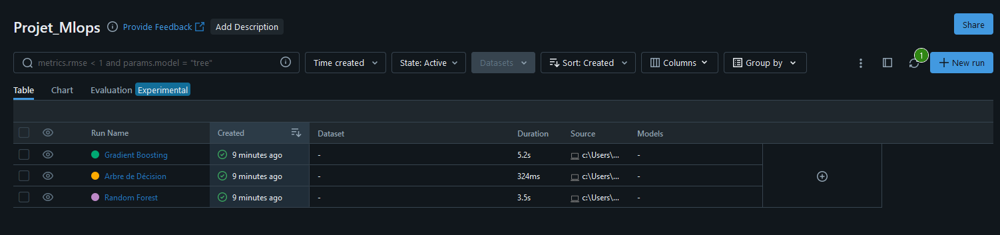 Projet_Mlops Provide Feedback Add Description Share
metrics.rmse < 1 and params.model = "tree" Time created State: Active Datasets Sort: Created Columns Group by 1 New run
Table Chart Evaluation Experimental
Run Name Created Dataset Duration Source Models
Gradient Boosting 9 minutes ago - 5.2s c:\Users\... -
Arbre de Décision 9 minutes ago - 324ms c:\Users\... -
Random Forest 9 minutes ago - 3.5s c:\Users\... -